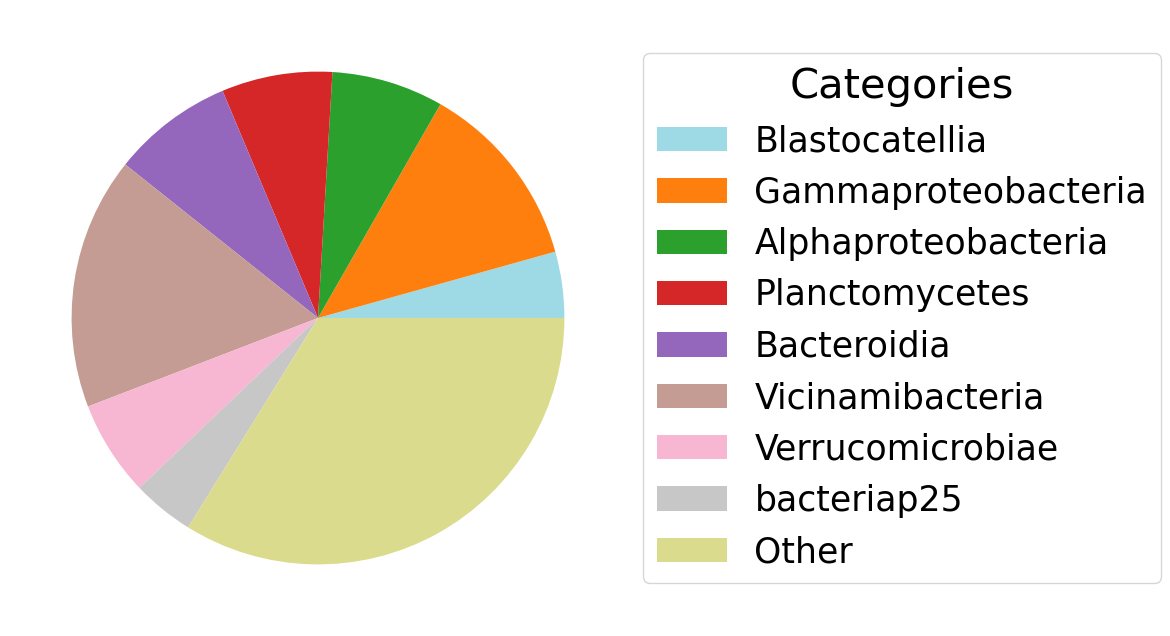 Categories
Blastocatellia
Gammaproteobacteria
Alphaproteobacteria
Planctomycetes
Bacteroidia
Vicinamibacteria
Verrucomicrobiae
bacteriap25
Other